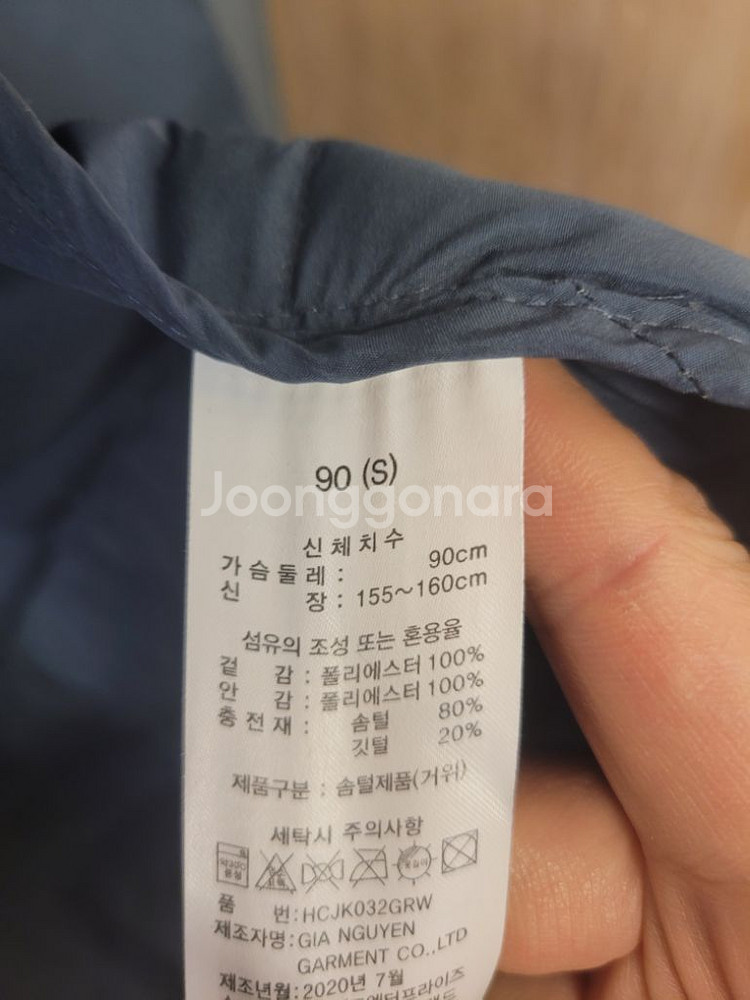 90 (S)
Joonggonara
신체치수
가슴둘레 : 90cm
신 장 : 155~160cm
섬유의 조성 또는 혼용율
겉 감 : 폴리에스터 100%
안 감 : 폴리에스터 100%
충전재 : 솜털 80%
깃털 20%
제품구분 : 솜털제품(거위)
세탁시 주의사항
품 번:HCJK032GRW
제조자명:GIA NGUYEN
GARMENT CO.,LTD
제조년월:2020년 7월